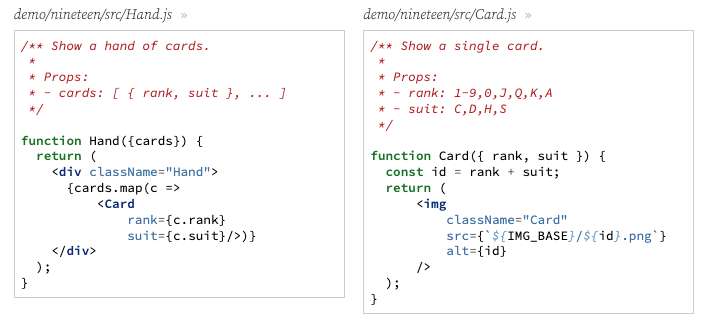 demo/nineteen/src/Hand.js »
/** Show a hand of cards.
 *
 * Props:
 * - cards: [ { rank, suit }, ... ]
 */
function Hand({cards}) {
  return (
    <div className="Hand">
      {cards.map(c =>
          <Card
              rank={c.rank}
              suit={c.suit}/>)}
    </div>
  );
}
demo/nineteen/src/Card.js »
/** Show a single card.
 *
 * Props:
 * - rank: 1-9,0,J,Q,K,A
 * - suit: C,D,H,S
 */
function Card({ rank, suit }) {
  const id = rank + suit;
  return (
      <img
          className="Card"
          src={`${IMG_BASE}/${id}.png`}
          alt={id}
      />
  );
}